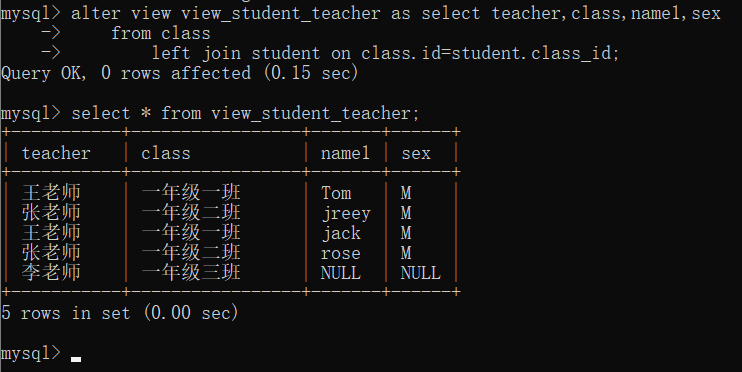 mysql> alter view view_student_teacher as select teacher,class,namel,sex
    ->     from class
    ->         left join student on class.id=student.class_id;
Query OK, 0 rows affected (0.15 sec)
mysql> select * from view_student_teacher;
+-----------+-----------------+-------+------+
| teacher   | class           | namel | sex  |
+-----------+-----------------+-------+------+
| 王老师    | 一年级一班      | Tom   | M    |
| 张老师    | 一年级二班      | jreey | M    |
| 王老师    | 一年级一班      | jack  | M    |
| 张老师    | 一年级二班      | rose  | M    |
| 李老师    | 一年级三班      | NULL  | NULL |
+-----------+-----------------+-------+------+
5 rows in set (0.00 sec)
mysql>